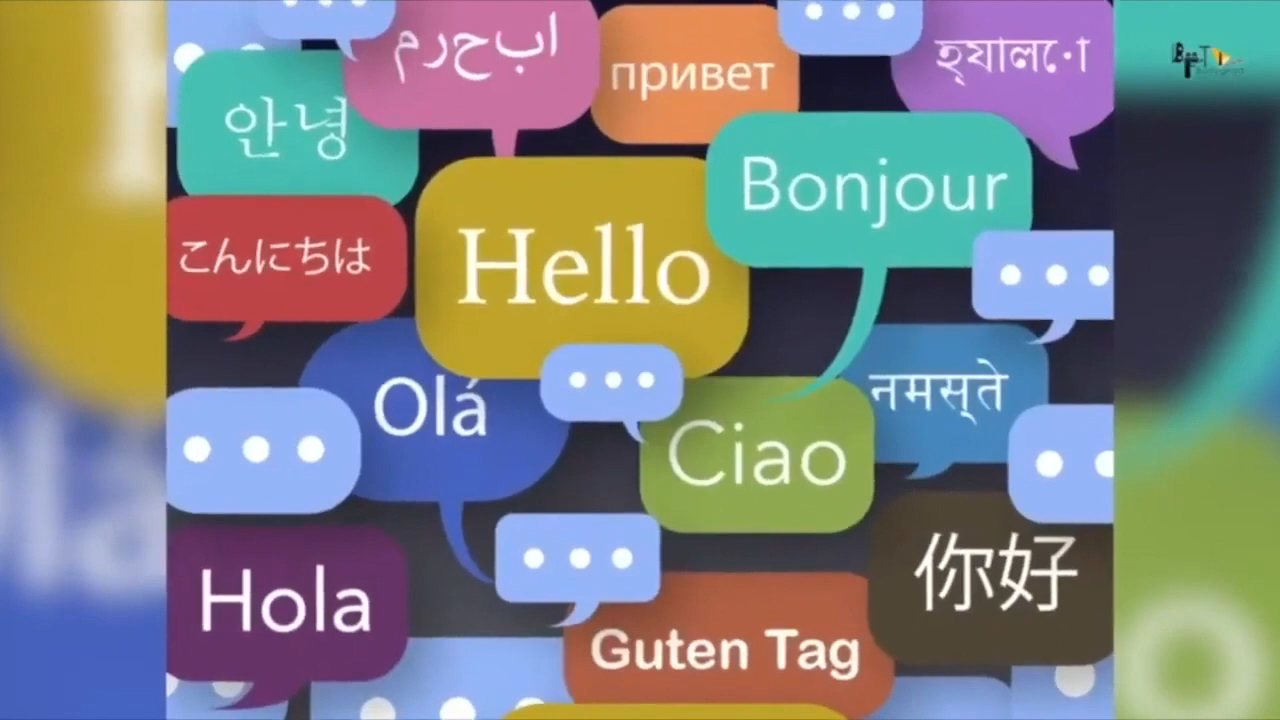 ابحرم
привет
হ্যাল ো
안녕
Bonjour
こんにちは
Hello
Olá
Ciao
नमस्‌ते
你好
Hola
Guten Tag